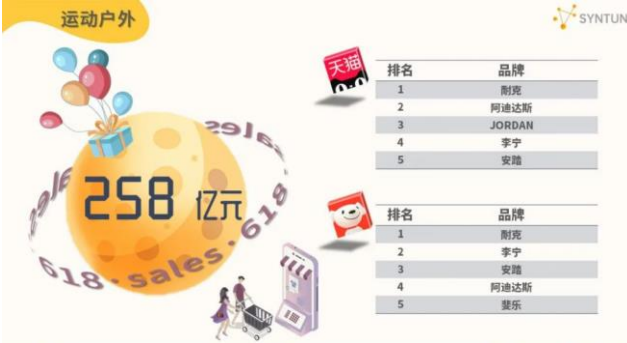 运动户外
SYNTUN
sales
sales
258 亿元
618·sales·618
天猫
排名 品牌
1 耐克
2 阿迪达斯
3 JORDAN
4 李宁
5 安踏
排名 品牌
1 耐克
2 李宁
3 安踏
4 阿迪达斯
5 斐乐